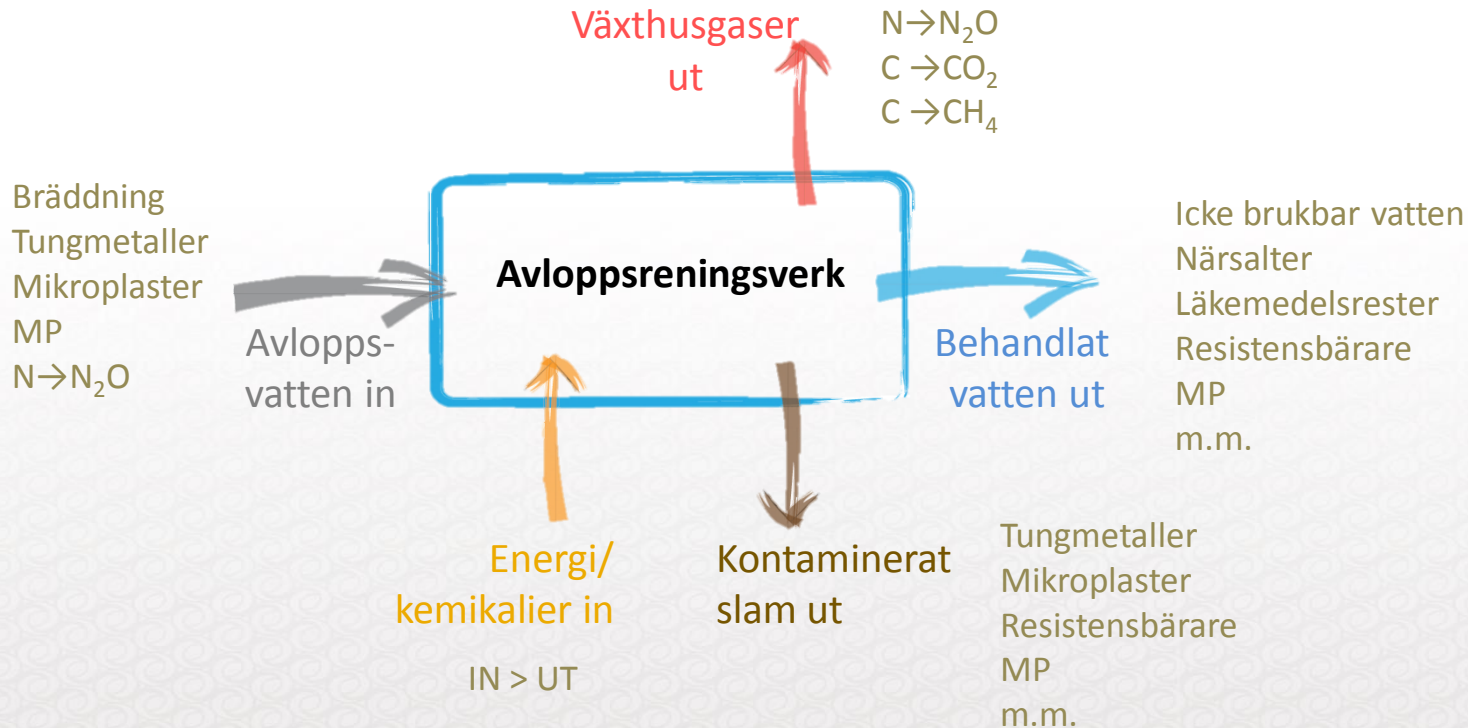 Växthusgaser
ut
N→N₂O
C →CO₂
C →CH₄
Bräddning
Tungmetaller
Mikroplaster
MP
N→N₂O
Avlopps-
vatten in
Avloppsreningsverk
Behandlat
vatten ut
Icke brukbar vatten
Närsalter
Läkemedelsrester
Resistensbärare
MP
m.m.
Energi/
kemikalier in
IN > UT
Kontaminerat
slam ut
Tungmetaller
Mikroplaster
Resistensbärare
MP
m.m.